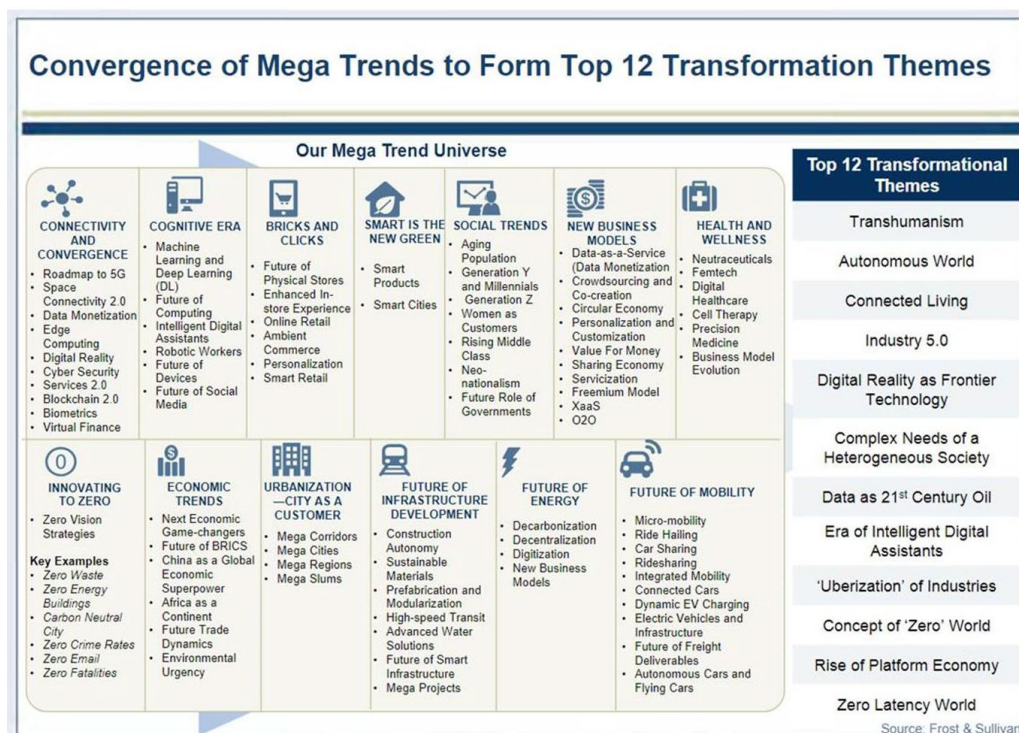 Convergence of Mega Trends to Form Top 12 Transformation Themes
Our Mega Trend Universe
CONNECTIVITY
AND
CONVERGENCE
• Roadmap to 5G
• Space
Connectivity 2.0
• Data Monetization
• Edge
Computing
• Digital Reality
• Cyber Security
• Services 2.0
• Blockchain 2.0
• Biometrics
• Virtual Finance
COGNITIVE ERA
• Machine
Learning and
Deep Learning
(DL)
• Future of
Computing
• Intelligent Digital
Assistants
• Robotic Workers
• Future of
Devices
• Future of Social
Media
BRICKS AND
CLICKS
• Future of
Physical Stores
• Enhanced In-
store Experience
• Online Retail
• Ambient
Commerce
• Personalization
• Smart Retail
SMART IS THE
NEW GREEN
• Smart
Products
• Smart Cities
SOCIAL TRENDS
• Aging
Population
• Generation Y
and Millennials
• Generation Z
• Women as
Customers
• Rising Middle
Class
• Neo-
nationalism
• Future Role of
Governments
NEW BUSINESS
MODELS
• Data-as-a-Service
(Data Monetization
• Crowdsourcing and
Co-creation
• Circular Economy
• Personalization and
Customization
• Value For Money
• Sharing Economy
• Servicization
• Freemium Model
• XaaS
• O2O
HEALTH AND
WELLNESS
• Neutraceuticals
• Femtech
• Digital
Healthcare
• Cell Therapy
• Precision
Medicine
• Business Model
Evolution
0
INNOVATING
TO ZERO
• Zero Vision
Strategies
Key Examples
• Zero Waste
• Zero Energy
Buildings
• Carbon Neutral
City
• Zero Crime Rates
• Zero Email
• Zero Fatalities
ECONOMIC
TRENDS
• Next Economic
Game-changers
• Future of BRICS
• China as a Global
Economic
Superpower
• Africa as a
Continent
• Future Trade
Dynamics
• Environmental
Urgency
URBANIZATION
—CITY AS A
CUSTOMER
• Mega Corridors
• Mega Cities
• Mega Regions
• Mega Slums
FUTURE OF
INFRASTRUCTURE
DEVELOPMENT
• Construction
Autonomy
• Sustainable
Materials
• Prefabrication and
Modularization
• High-speed Transit
• Advanced Water
Solutions
• Future of Smart
Infrastructure
• Mega Projects
FUTURE OF
ENERGY
• Decarbonization
• Decentralization
• Digitization
• New Business
Models
FUTURE OF MOBILITY
• Micro-mobility
• Ride Hailing
• Car Sharing
• Ridesharing
• Integrated Mobility
• Connected Cars
• Dynamic EV Charging
• Electric Vehicles and
Infrastructure
• Future of Freight
Deliverables
• Autonomous Cars and
Flying Cars
Top 12 Transformational
Themes
Transhumanism
Autonomous World
Connected Living
Industry 5.0
Digital Reality as Frontier
Technology
Complex Needs of a
Heterogeneous Society
Data as 21st Century Oil
Era of Intelligent Digital
Assistants
‘Uberization’ of Industries
Concept of ‘Zero’ World
Rise of Platform Economy
Zero Latency World
Source: Frost & Sullivan